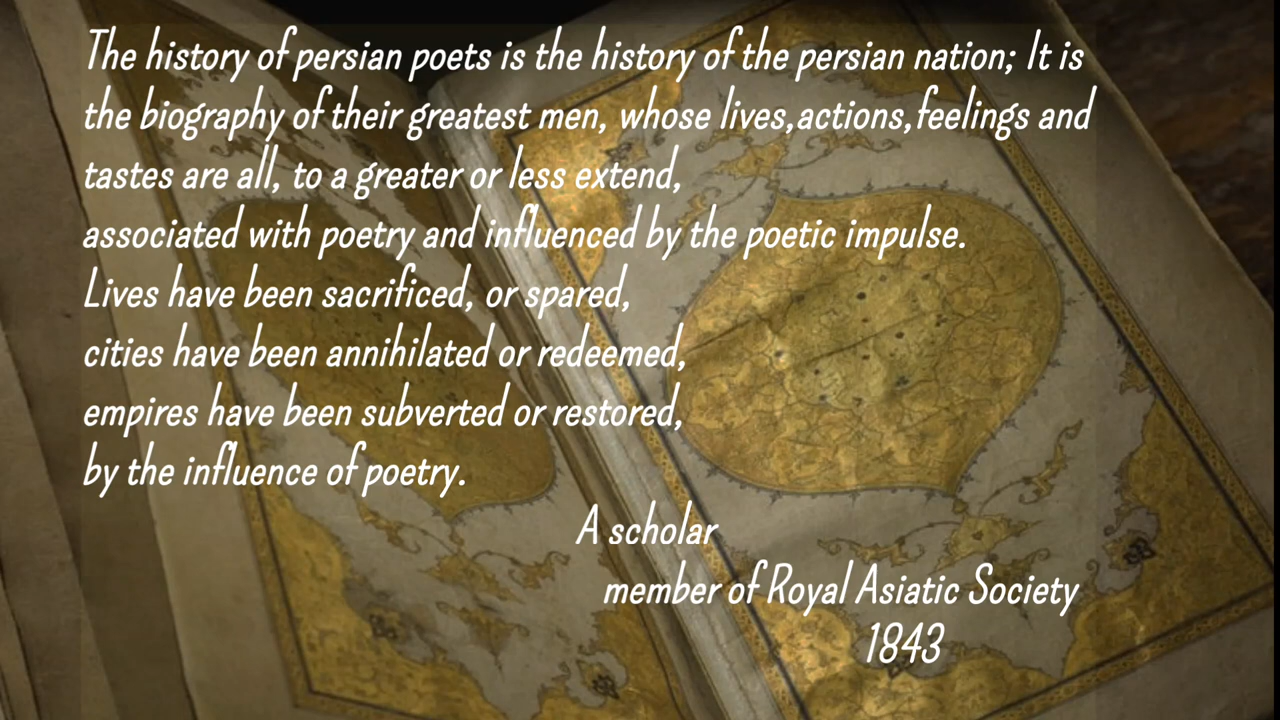 The history of persian poets is the history of the persian nation; It is
the biography of their greatest men, whose lives,actions,feelings and
tastes are all, to a greater or less extend,
associated with poetry and influenced by the poetic impulse.
Lives have been sacrificed, or spared,
cities have been annihilated or redeemed,
empires have been subverted or restored,
by the influence of poetry.
A scholar
member of Royal Asiatic Society
1843